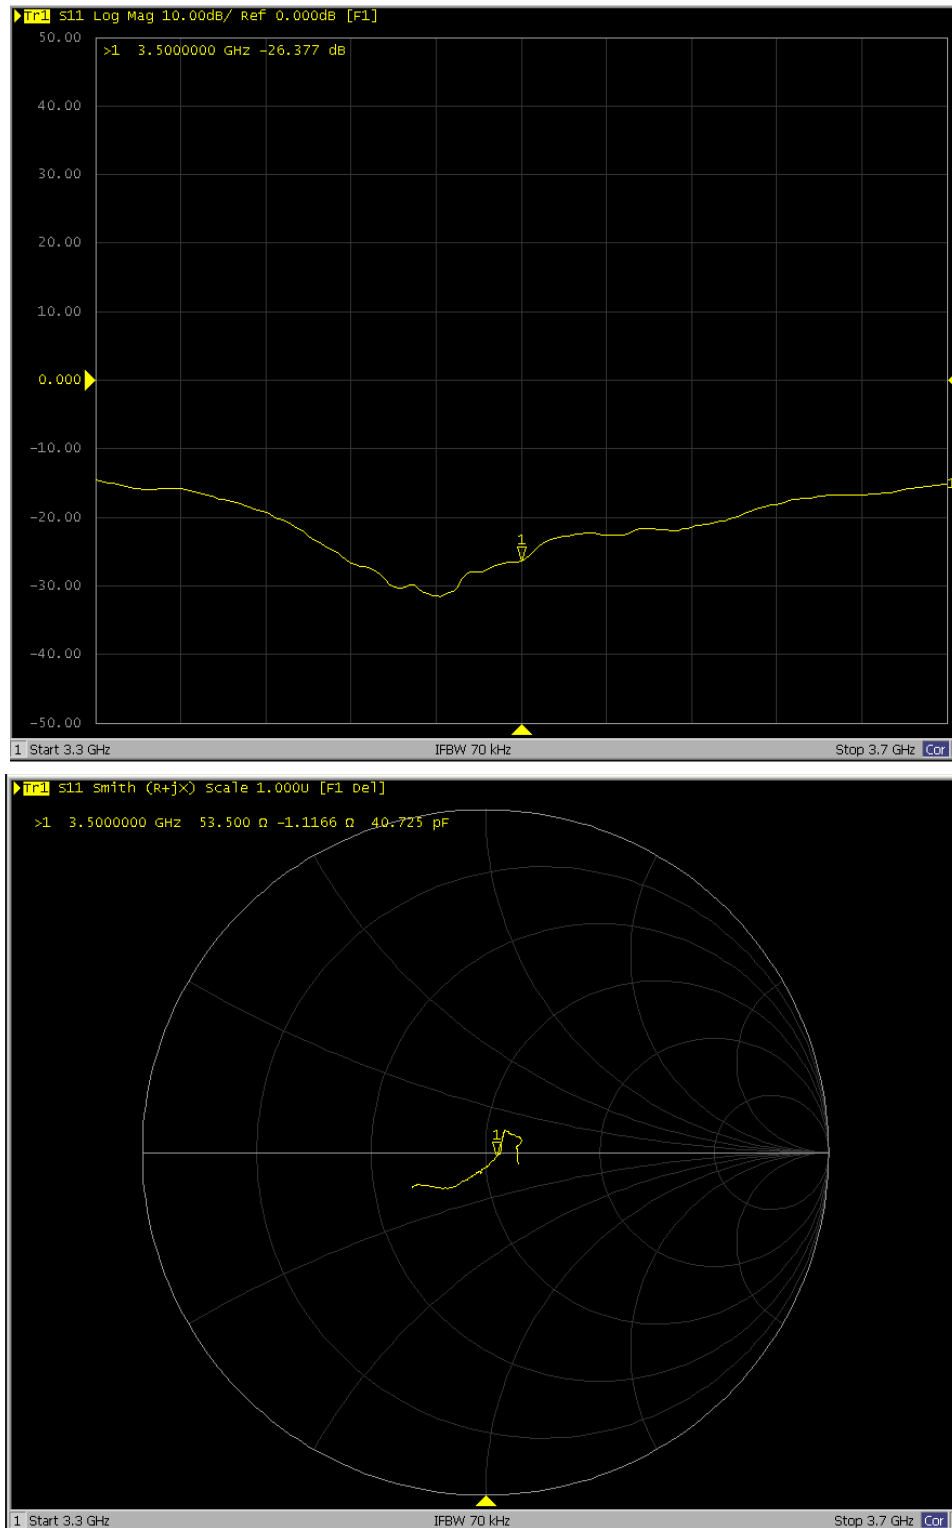 Tr1 S11 Log Mag 10.00dB/ Ref 0.000dB [F1]
50.00
>1 3.5000000 GHz -26.377 dB
40.00
30.00
20.00
10.00
0.000
-10.00
1
-20.00
1
-30.00
-40.00
-50.00
1 Start 3.3 GHz IFBW 70 kHz Stop 3.7 GHz Cor
Tr1 S11 Smith (R+jX) Scale 1.000U [F1 Del]
>1 3.5000000 GHz 53.500 Ω -1.1166 Ω 40.725 pF
1
1 Start 3.3 GHz IFBW 70 kHz Stop 3.7 GHz Cor